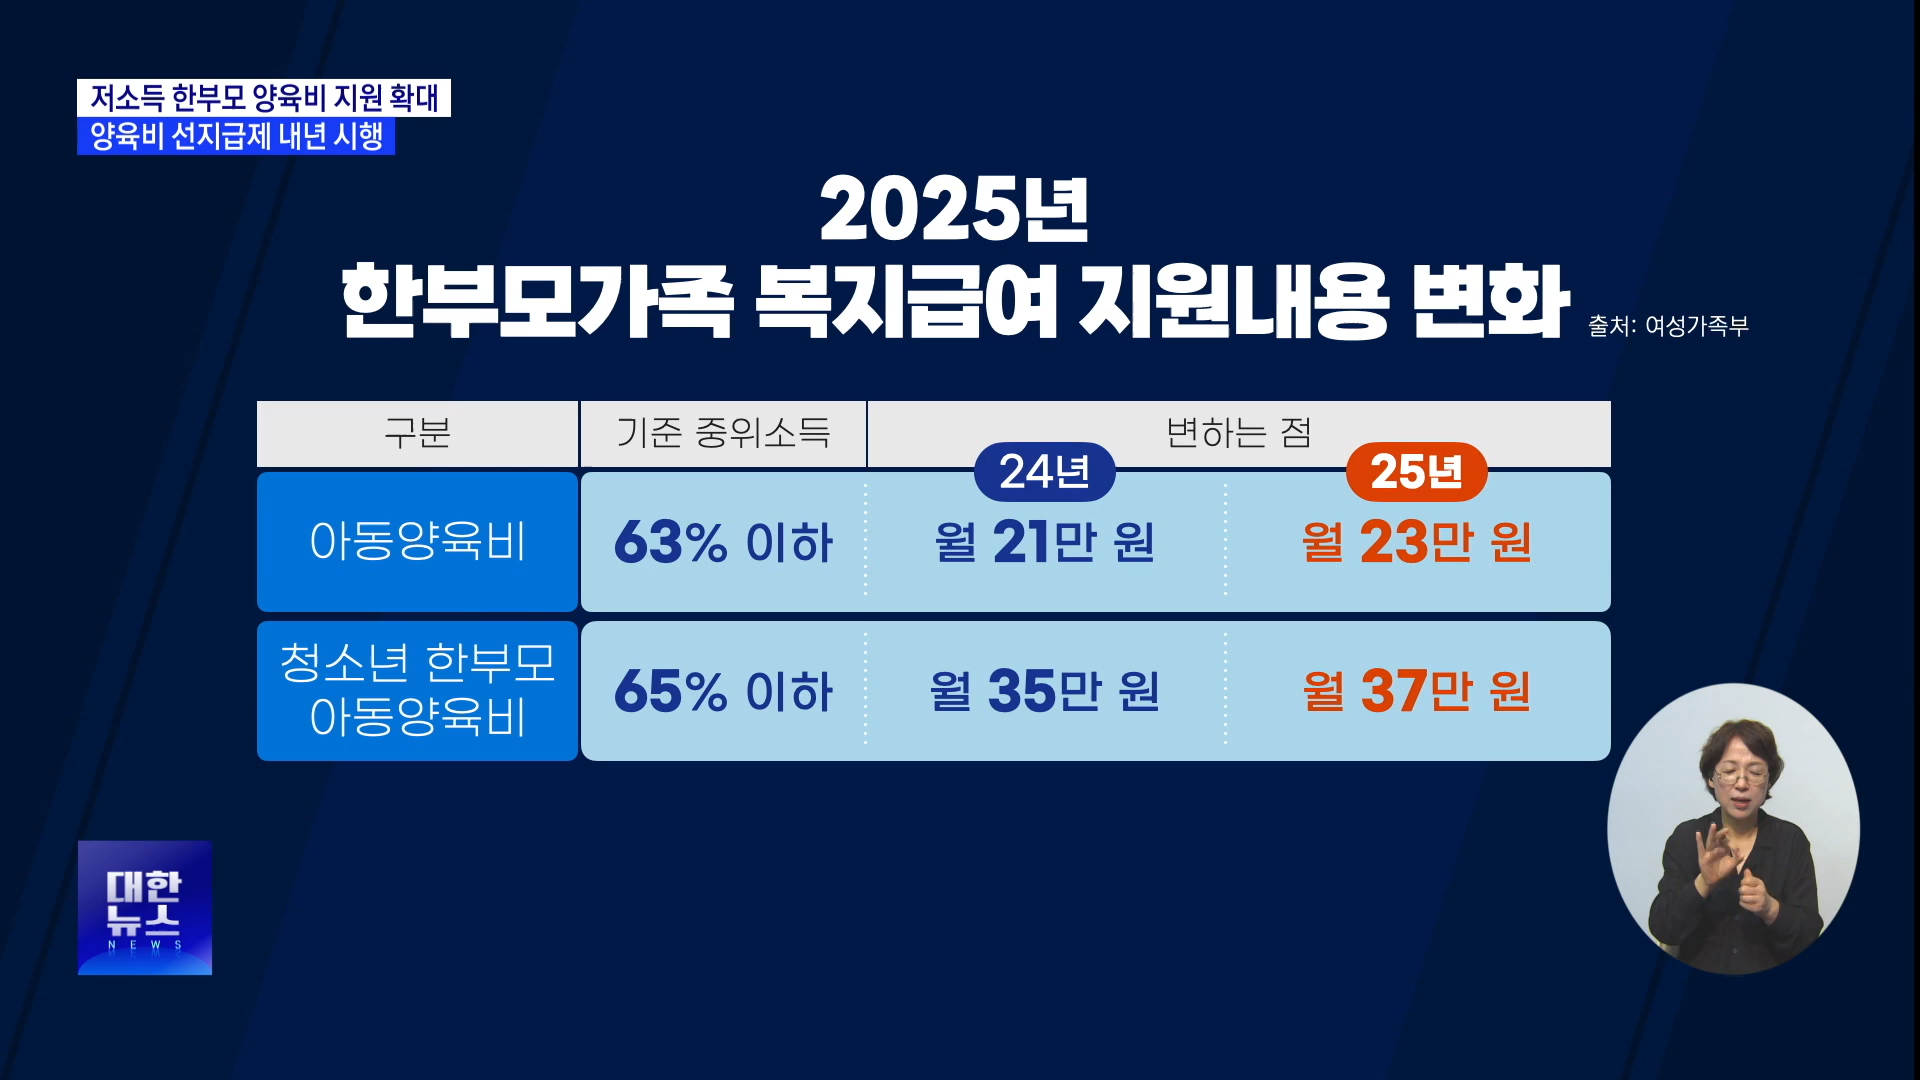 저소득 한부모 양육비 지원 확대
양육비 선지급제 내년 시행
2025년
한부모가족 복지급여 지원내용 변화
출처: 여성가족부
구분 기준 중위소득 변하는 점
24년 25년
아동양육비 63% 이하 월 21만 원 월 23만 원
청소년 한부모
아동양육비
65% 이하 월 35만 원 월 37만 원
대한
뉴스
NEWS